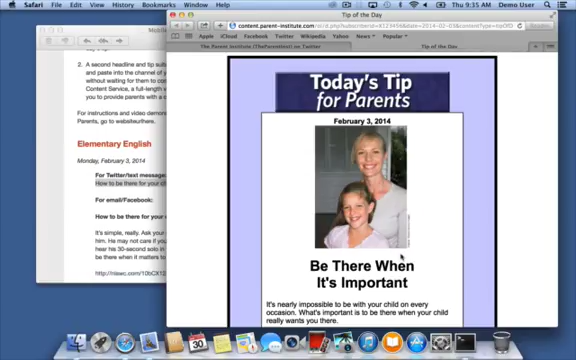 Safari File Edit View History Bookmarks Window Help
Thu 9:35 AM Demo User
Tip of the Day
content.parent-institute.com
Apple iCloud Facebook Twitter Wikipedia Yahoo News Popular
The Parent Institute (TheParentInst) on Twitter
Tip of the Day
2. A second headline and tip
and paste into the channel of y
Content Service, a full-length
you to provide parents with a c
For instructions and video demons
Parents, go to
Elementary English
Monday, February 3, 2014
For Twitter/text message:
How to be there for your ch
For email/Facebook:
How to be there for your
It's simple, really. Ask your
him. He may not care if you
hear his 30-second solo in
be there when it matters to
Today's Tip
for Parents
February 3, 2014
Be There When
It's Important
It's nearly impossible to be with your child on every
occasion. What's important is to be there when your child
really wants you there.
30